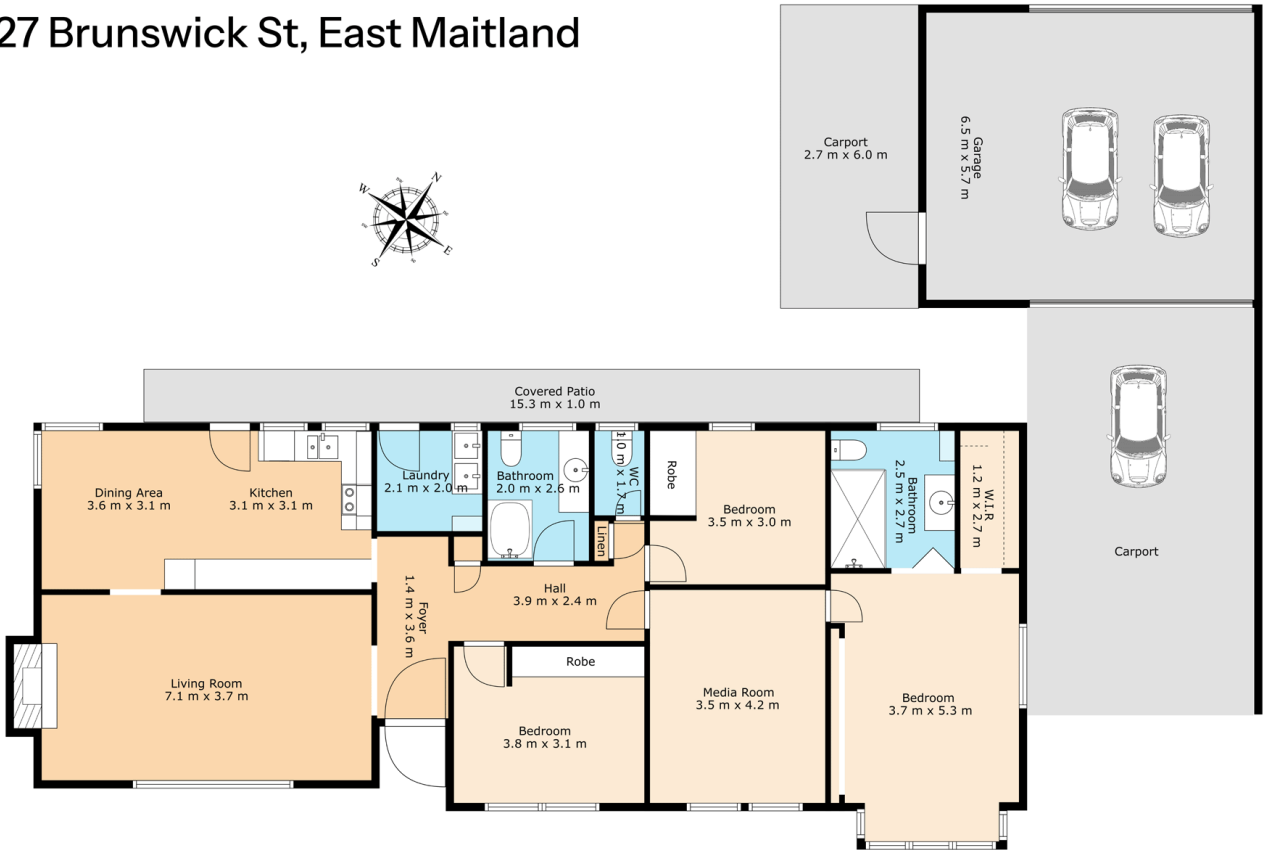 27 Brunswick St, East Maitland
Carport
2.7 m x 6.0 m
Garage
6.5 m x 5.7 m
N
W
E
S
Covered Patio
15.3 m x 1.0 m
Dining Area
3.6 m x 3.1 m
Kitchen
3.1 m x 3.1 m
Laundry
2.1 m x 2.0 m
Bathroom
2.0 m x 2.6 m
WC
1.0 m x 1.7 m
Robe
Bedroom
3.5 m x 3.0 m
Bathroom
2.5 m x 2.7 m
W.I.R
1.2 m x 2.7 m
Carport
Linen
Hall
3.9 m x 2.4 m
Foyer
1.4 m x 3.6 m
Living Room
7.1 m x 3.7 m
Robe
Bedroom
3.8 m x 3.1 m
Media Room
3.5 m x 4.2 m
Bedroom
3.7 m x 5.3 m